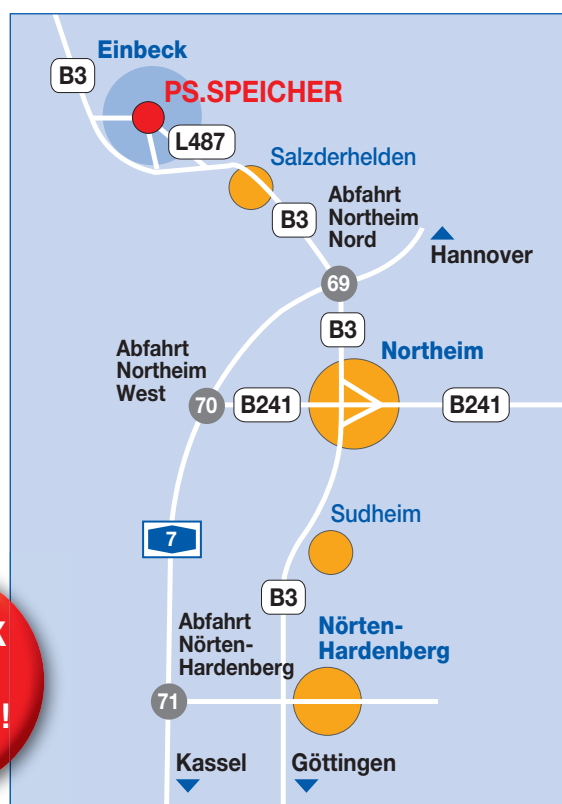 Einbeck
B3
PS.SPEICHER
L487
Salzderhelden
Abfahrt
Northeim
Nord
B3
Hannover
69
B3
Abfahrt
Northeim
West
Northeim
70
B241
B241
Sudheim
7
B3
Abfahrt
Nörten-
Hardenberg
Nörten-
Hardenberg
71
Kassel
Göttingen
!